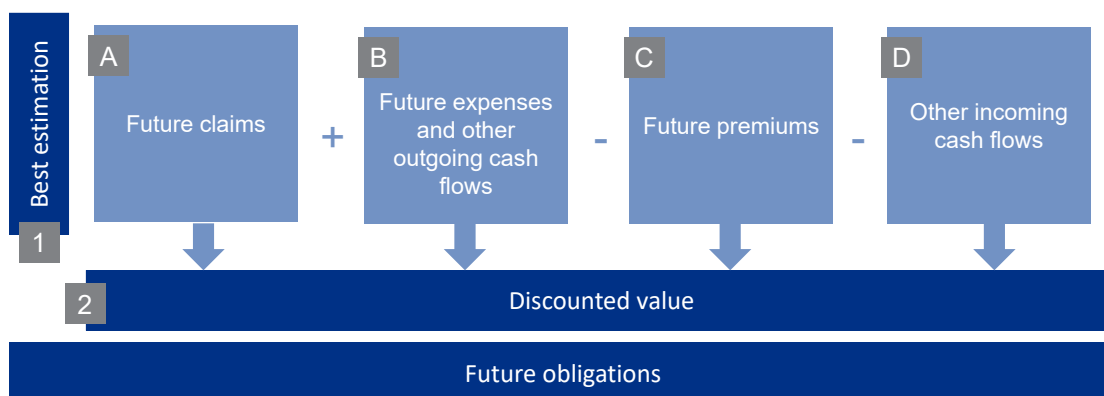 Best estimation
1
A
Future claims
+
B
Future expenses
and other
outgoing cash
flows
-
C
Future premiums
-
D
Other incoming
cash flows
2
Discounted value
Future obligations